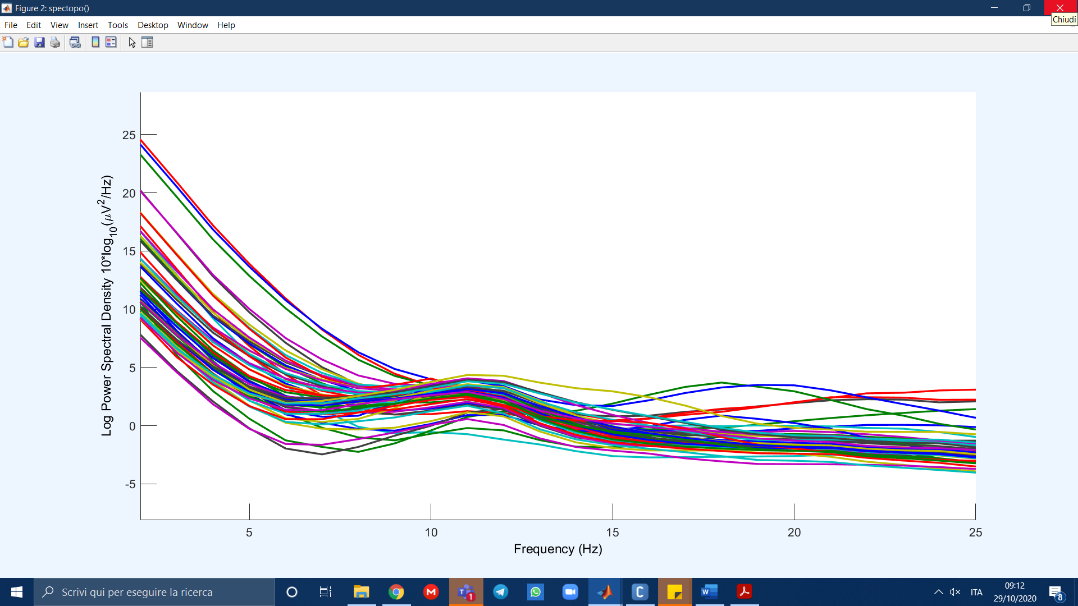 Figure 2: spectopo()
Chiudi
File Edit View Insert Tools Desktop Window Help
25
20
15
10
5
0
-5
Log Power Spectral Density 10*log10(μV2/Hz)
5 10 15 20 25
Frequency (Hz)
Scrivi qui per eseguire la ricerca
M
1
C
ITA
09:12
29/10/2020
8